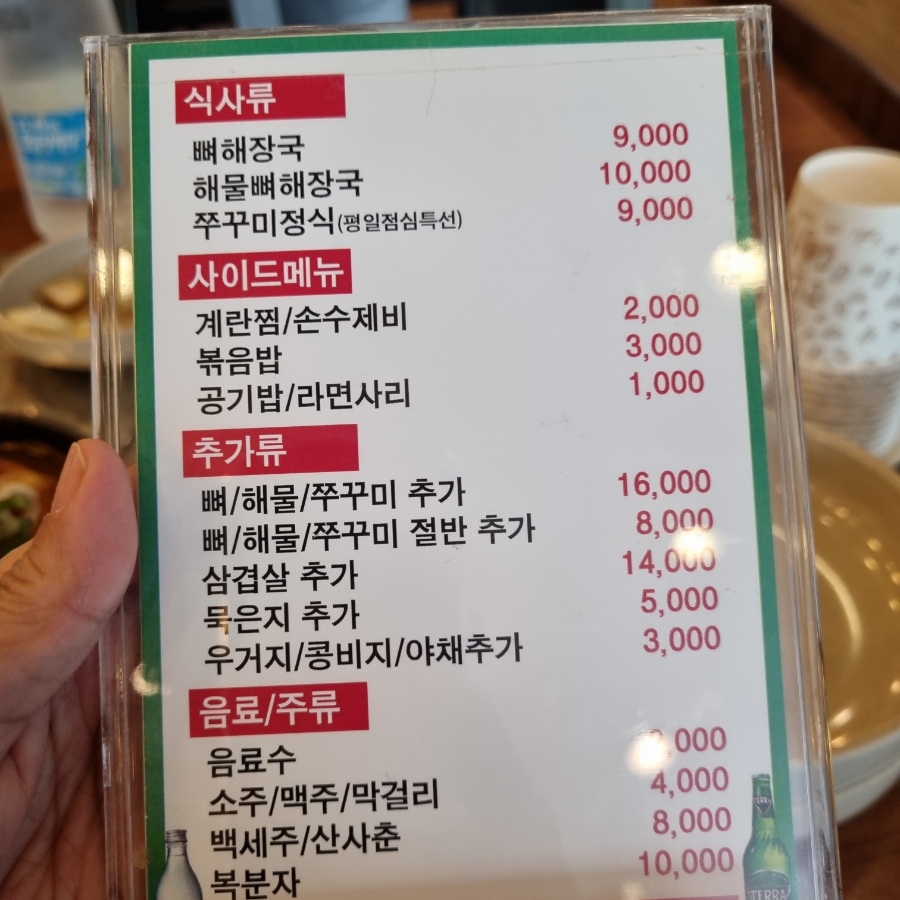 식사류
뼈해장국 9,000
해물뼈해장국 10,000
쭈꾸미정식(평일점심특선) 9,000
사이드메뉴
계란찜/손수제비 2,000
볶음밥 3,000
공기밥/라면사리 1,000
추가류
뼈/해물/쭈꾸미 추가 16,000
뼈/해물/쭈꾸미 절반 추가 8,000
삼겹살 추가 14,000
묵은지 추가 5,000
우거지/콩비지/야채추가 3,000
음료/주류
음료수
소주/맥주/막걸리 4,000
백세주/산사춘 8,000
복분자 10,000
TERRA
TERRA